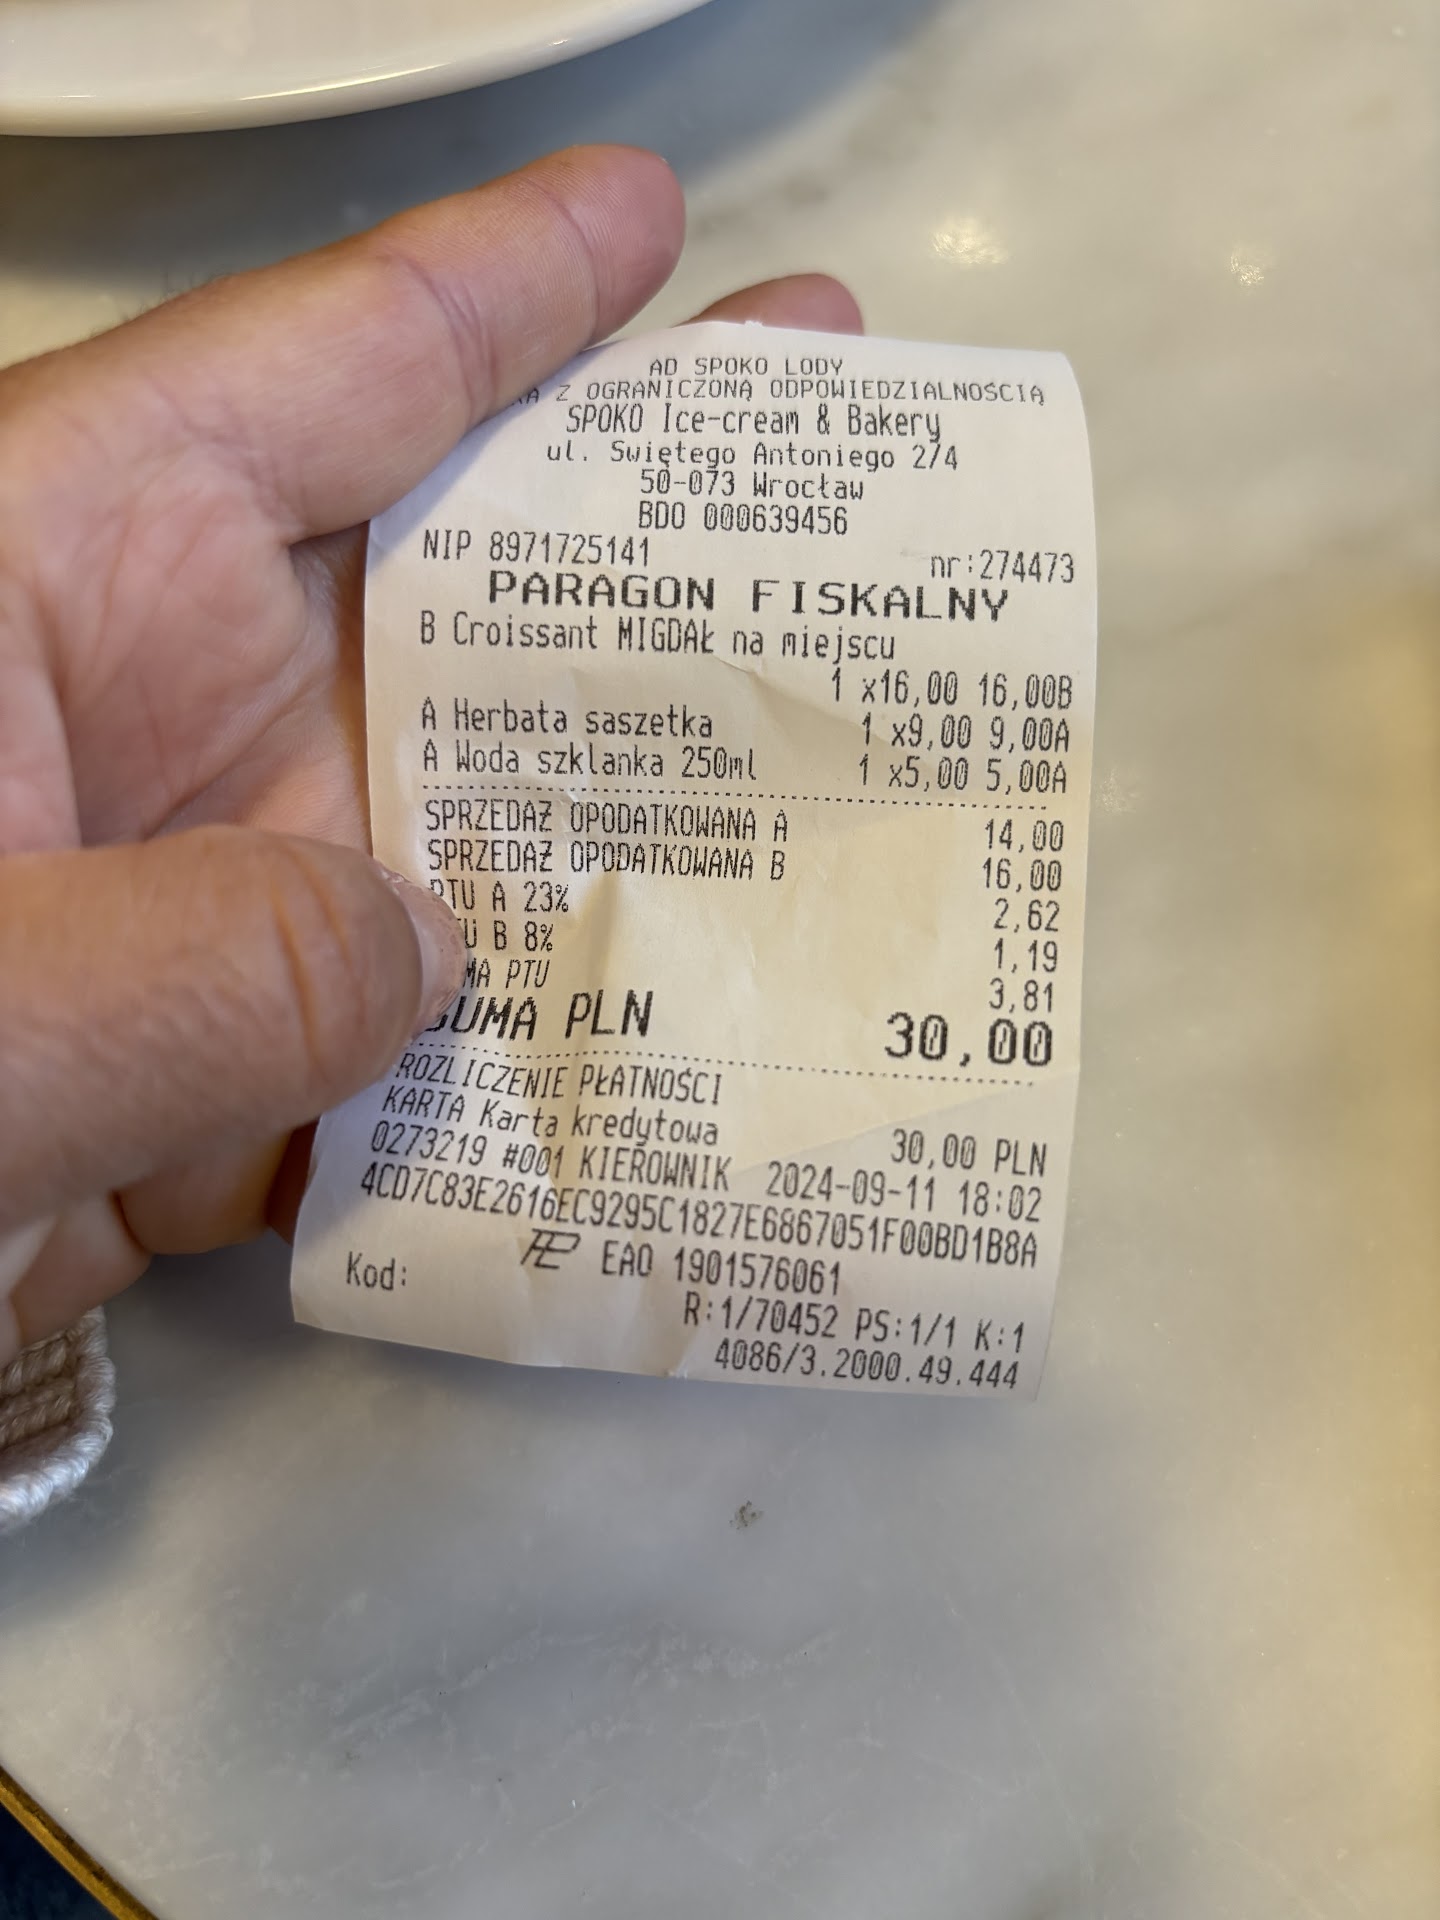 AD SPOKO LODY
Z OGRANICZONĄ ODPOWIEDZIALNOŚCIĄ
SPOKO Ice-cream & Bakery
ul. Świętego Antoniego 2/4
50-073 Wrocław
BDO 000639456
NIP 8971725141 nr:274473
PARAGON FISKALNY
B Croissant MIGDAŁ na miejscu
1 x16,00 16,00B
A Herbata saszetka 1 x9,00 9,00A
A Woda szklanka 250ml 1 x5,00 5,00A
SPRZEDAŻ OPODATKOWANA A 14,00
SPRZEDAŻ OPODATKOWANA B 16,00
PTU A 23% 2,62
B 8% 1,19
PTU 3,81
SUMA PLN 30,00
ROZLICZENIE PŁATNOŚCI
KARTA Karta kredytowa 30,00 PLN
0273219 #001 KIEROWNIK 2024-09-11 18:02
4CD7C83E2616EC9295C1827E6867051F00BD1B8A
EAO 1901576061
Kod:
R:1/70452 PS:1/1 K:1
4086/3.2000.49.444